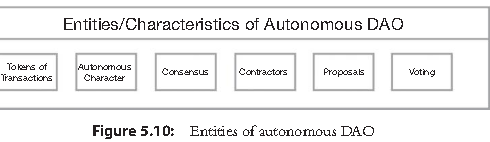 Entities/Characteristics of Autonomous DAO
Tokens of
Transactions
Autonomous
Character
Consensus
Contractors
Proposals
Voting
Figure 5.10: Entities of autonomous DAO